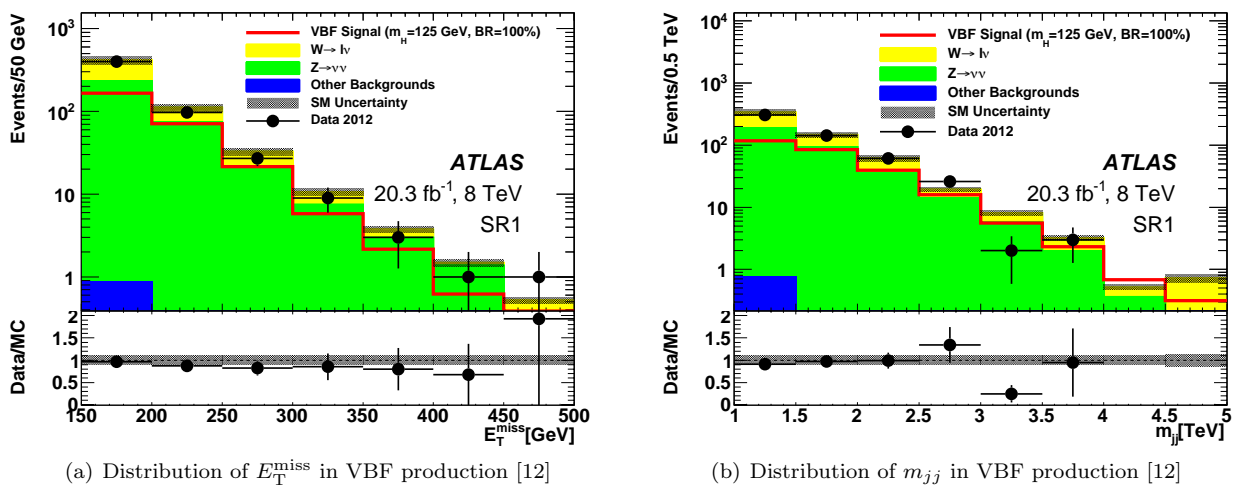 Events/50 GeV
10²
10
1
VBF Signal (m_H=125 GeV, BR=100%)
W→ lν
Z→νν
Other Backgrounds
SM Uncertainty
Data 2012
ATLAS
20.3 fb⁻¹, 8 TeV
SR1
Data/MC
2
1.5
1
0.5
0
150 200 250 300 350 400 450 500
E_T^miss[GeV]
(a) Distribution of E_T^miss in VBF production [12]
Events/0.5 TeV
10⁴
10³
10²
10
1
VBF Signal (m_H=125 GeV, BR=100%)
W→ lν
Z→νν
Other Backgrounds
SM Uncertainty
Data 2012
ATLAS
20.3 fb⁻¹, 8 TeV
SR1
Data/MC
2
1.5
1
0.5
0
1 1.5 2 2.5 3 3.5 4 4.5 5
m_jj[TeV]
(b) Distribution of m_jj in VBF production [12]